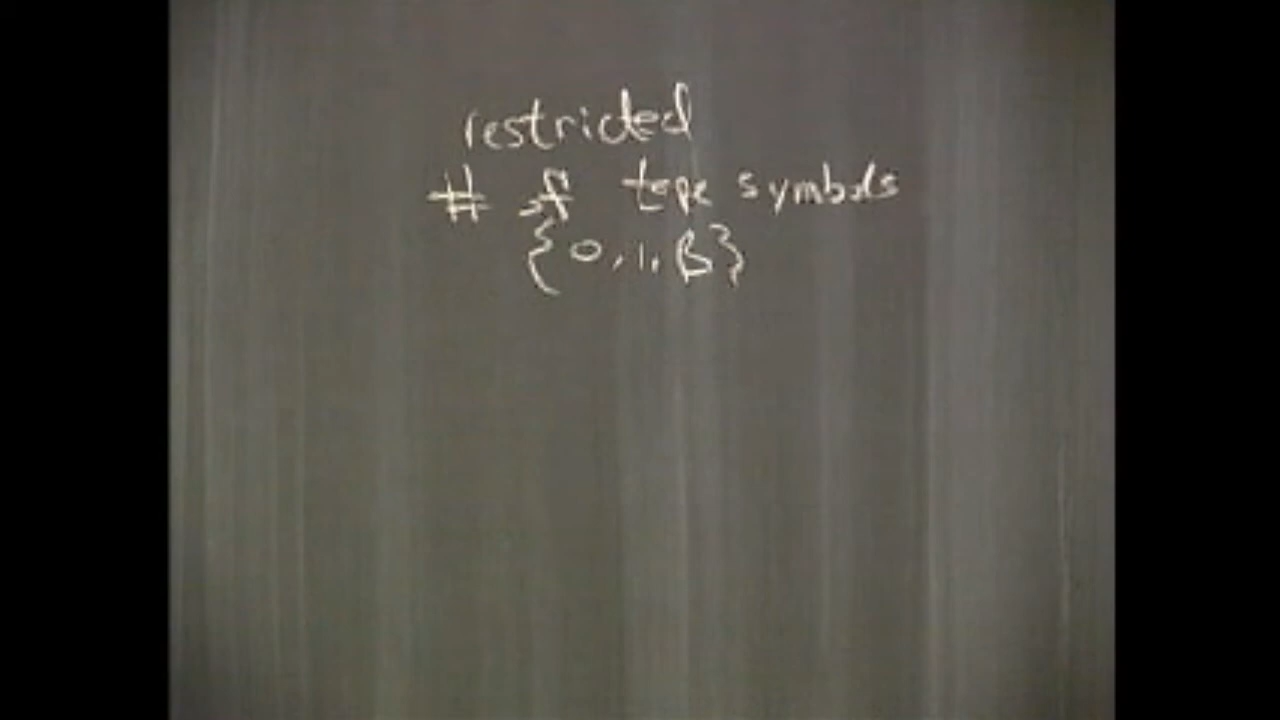 restricted
# of tape symbols
{0, 1, B}